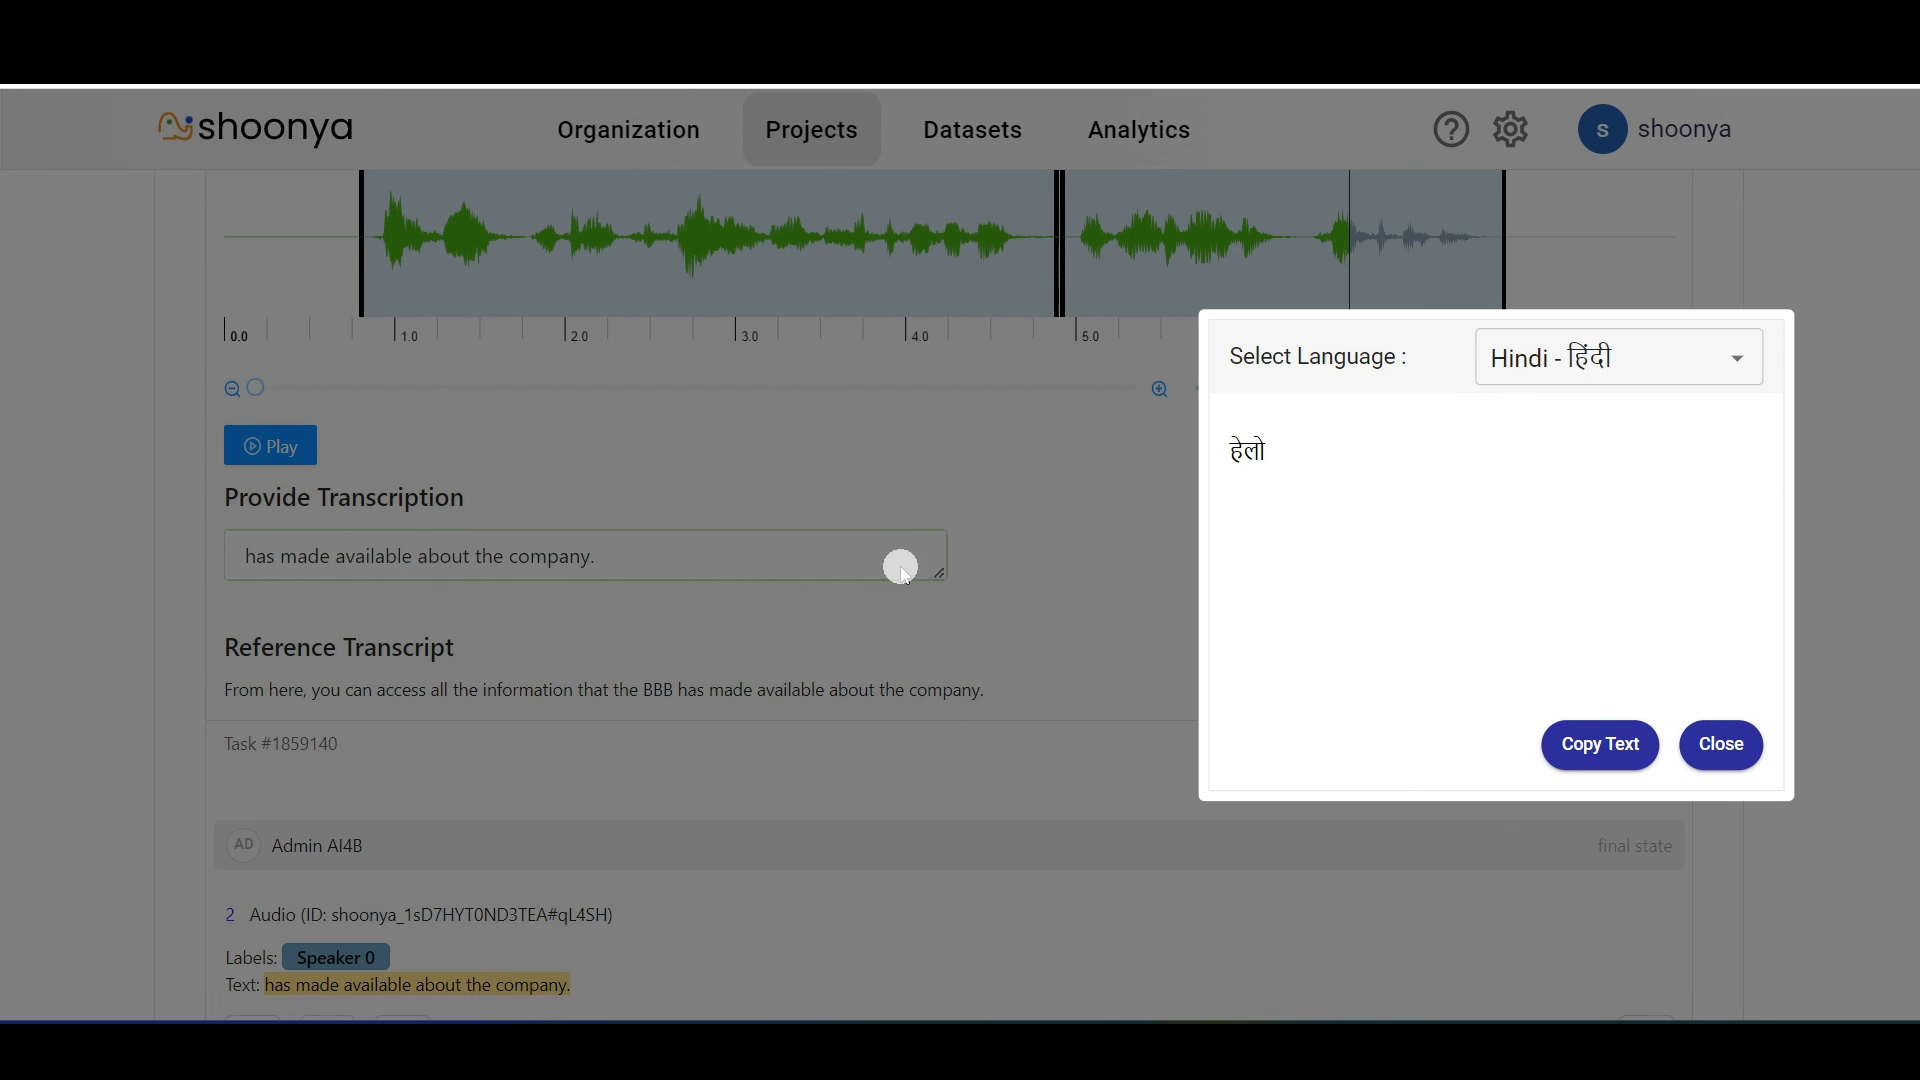 shoonya
Organization
Projects
Datasets
Analytics
s
shoonya
0.0
1.0
2.0
3.0
4.0
5.0
Select Language :
Hindi - हिंदी
हेलो
Copy Text
Close
Play
Provide Transcription
has made available about the company.
Reference Transcript
From here, you can access all the information that the BBB has made available about the company.
Task #1859140
AD
Admin AI4B
final state
2 Audio (ID: shoonya_1sD7HYT0ND3TEA#qL4SH)
Labels: Speaker 0
Text: has made available about the company.